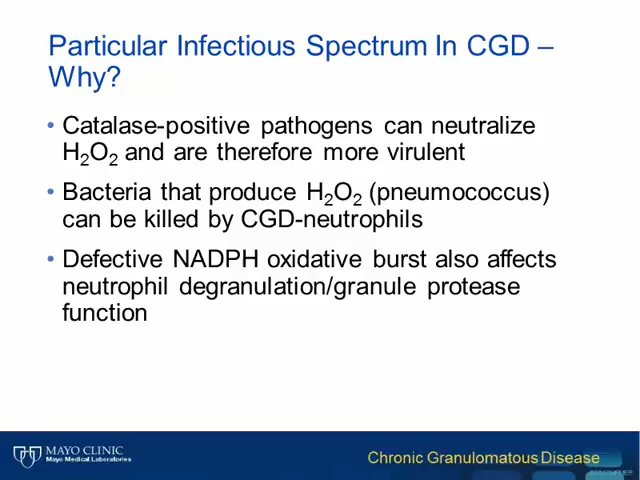 Particular Infectious Spectrum In CGD –
Why?
• Catalase-positive pathogens can neutralize
H₂O₂ and are therefore more virulent
• Bacteria that produce H₂O₂ (pneumococcus)
can be killed by CGD-neutrophils
• Defective NADPH oxidative burst also affects
neutrophil degranulation/granule protease
function
MAYO CLINIC
Mayo Medical Laboratories
Chronic Granulomatous Disease